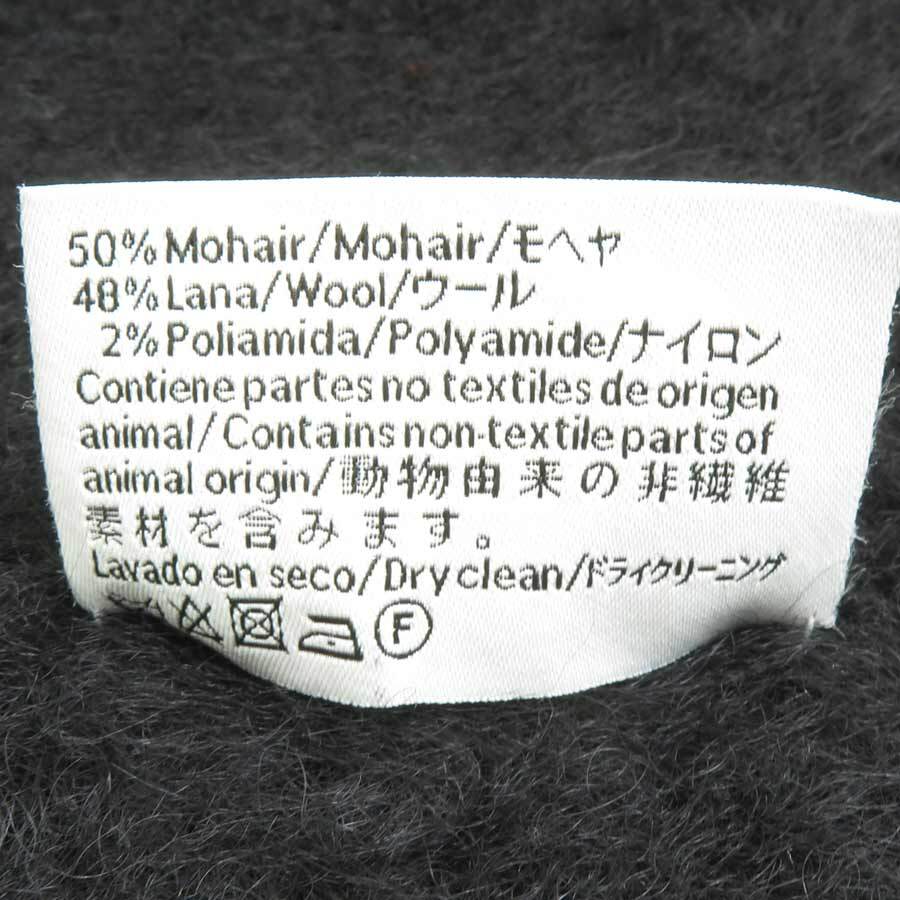 50% Mohair/Mohair/モヘヤ
48% Lana/Wool/ウール
2% Poliamida/Polyamide/ナイロン
Contiene partes no textiles de origen
animal/Contains non-textile parts of
animal origin/動物由来の非繊維
素材を含みます。
Lavado en seco/Dry clean/ドライクリーニング
F